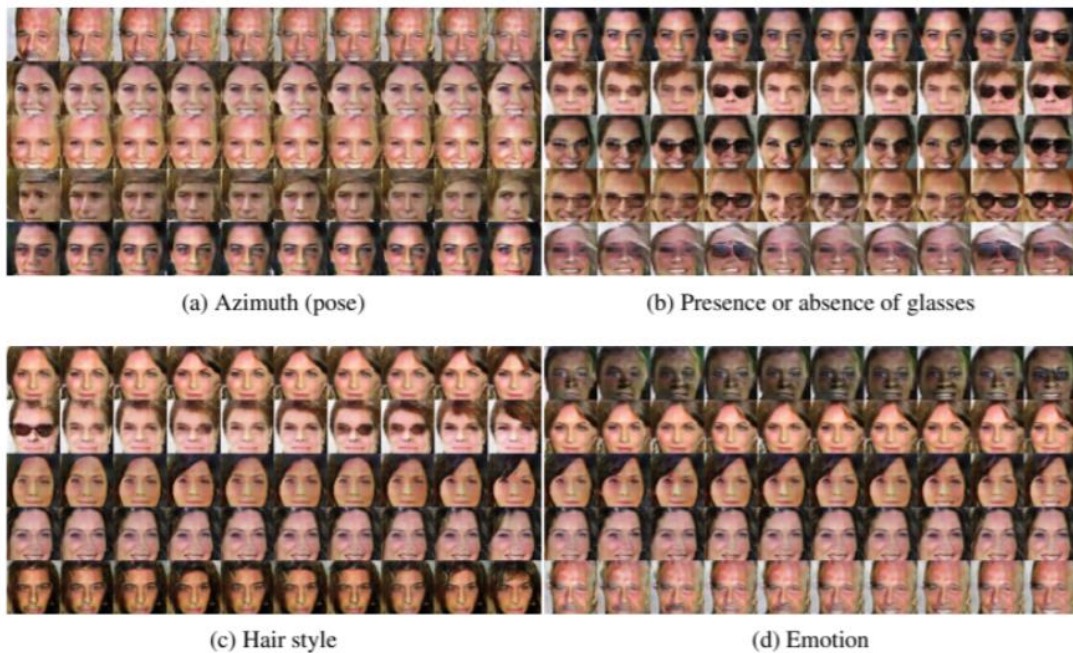 (a) Azimuth (pose)
(b) Presence or absence of glasses
(c) Hair style
(d) Emotion